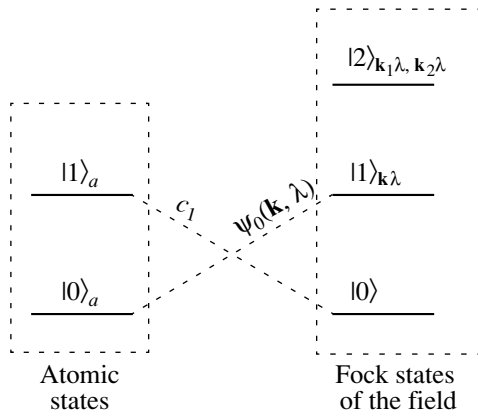 |2⟩ₖ₁λ, ₖ₂λ
|1⟩ₐ
c₁
ψ₀(k, λ)
|1⟩ₖλ
|0⟩ₐ
|0⟩
Atomic
states
Fock states
of the field